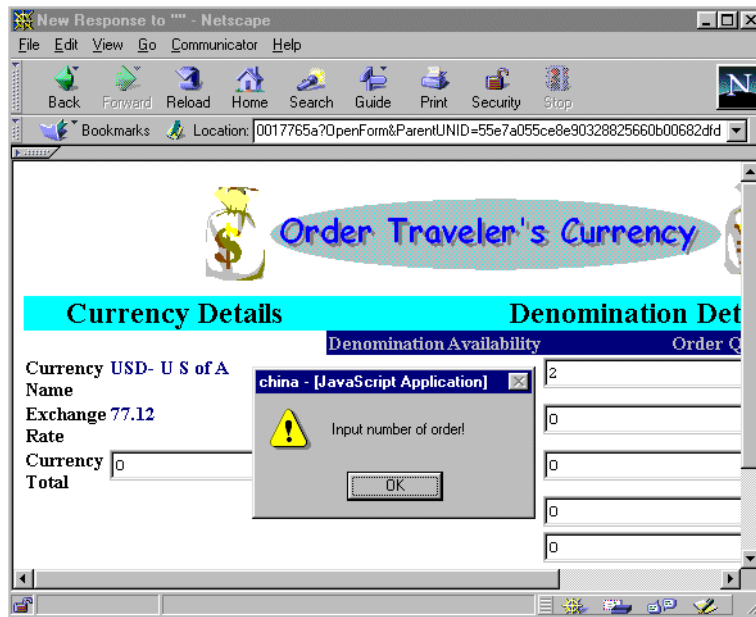 New Response to "" - Netscape
File Edit View Go Communicator Help
Back Forward Reload Home Search Guide Print Security Stop
N
Bookmarks Location: 0017765a?OpenForm&ParentUNID=55e7a055ce8e90328825660b00682dfd
$ Order Traveler's Currency
Currency Details Denomination Det
Denomination Availability Order Q
Currency USD- U S of A
Name
Exchange 77.12
Rate
Currency 0
Total
2
0
0
0
0
china - [JavaScript Application]
Input number of order!
OK